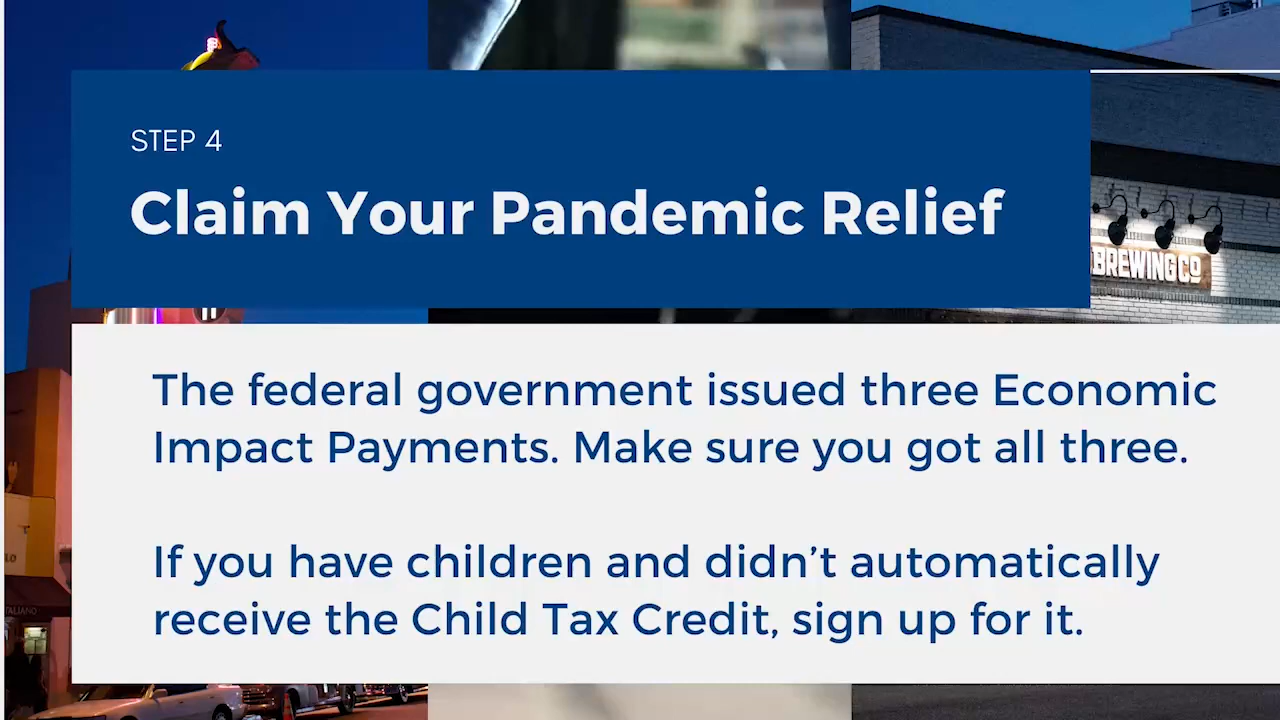 STEP 4
Claim Your Pandemic Relief
BREWING CO
The federal government issued three Economic
Impact Payments. Make sure you got all three.
If you have children and didn’t automatically
receive the Child Tax Credit, sign up for it.